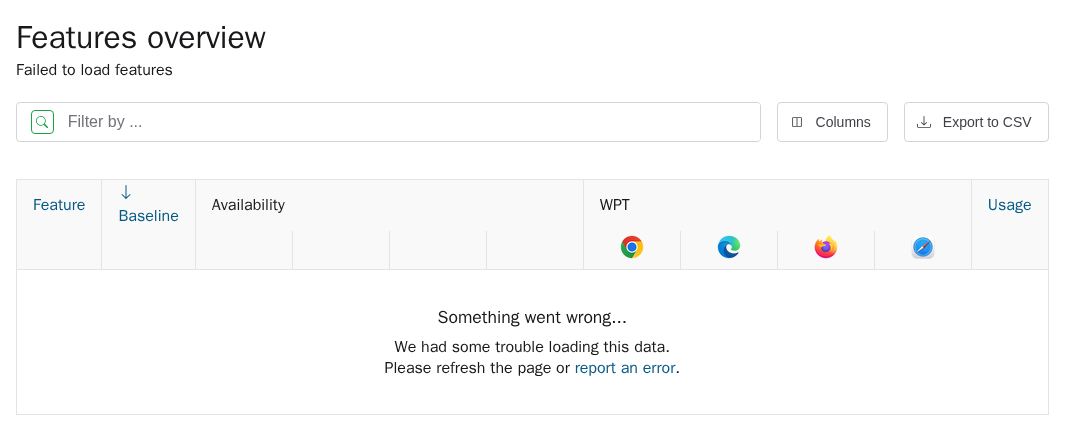 Features overview
Failed to load features
Filter by ...
Columns
Export to CSV
Feature
Baseline
Availability
WPT
Usage
Something went wrong...
We had some trouble loading this data.
Please refresh the page or report an error.